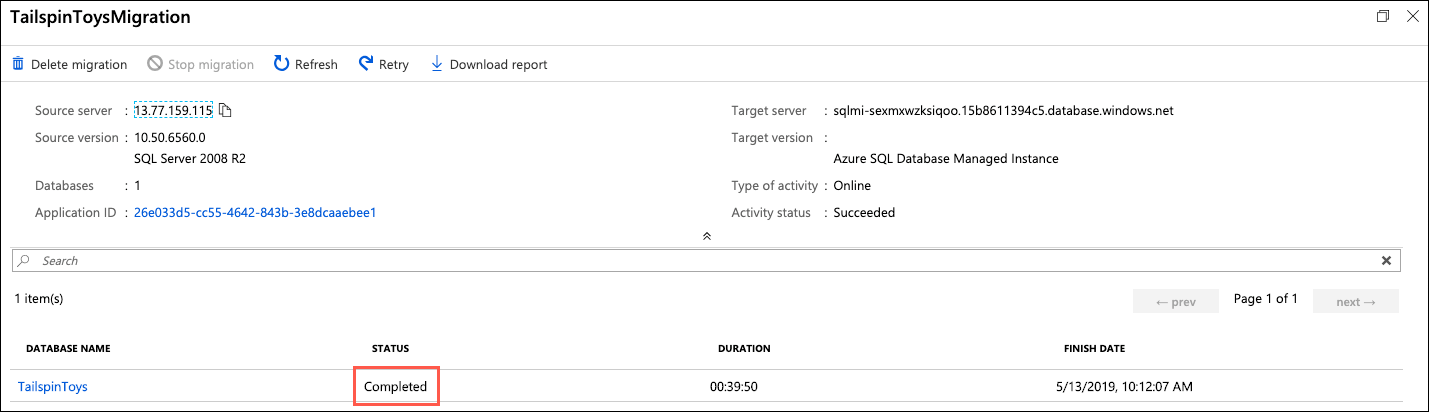 TailspinToysMigration
Delete migration Stop migration Refresh Retry Download report
Source server : 13.77.159.115 Target server : sqlmi-sexmxwzksiqoo.15b8611394c5.database.windows.net
Source version : 10.50.6560.0 Target version :
SQL Server 2008 R2 Azure SQL Database Managed Instance
Databases : 1 Type of activity : Online
Application ID : 26e033d5-cc55-4642-843b-3e8dcaaebee1 Activity status : Succeeded
Search
1 item(s) ← prev Page 1 of 1 next →
DATABASE NAME STATUS DURATION FINISH DATE
TailspinToys Completed 00:39:50 5/13/2019, 10:12:07 AM